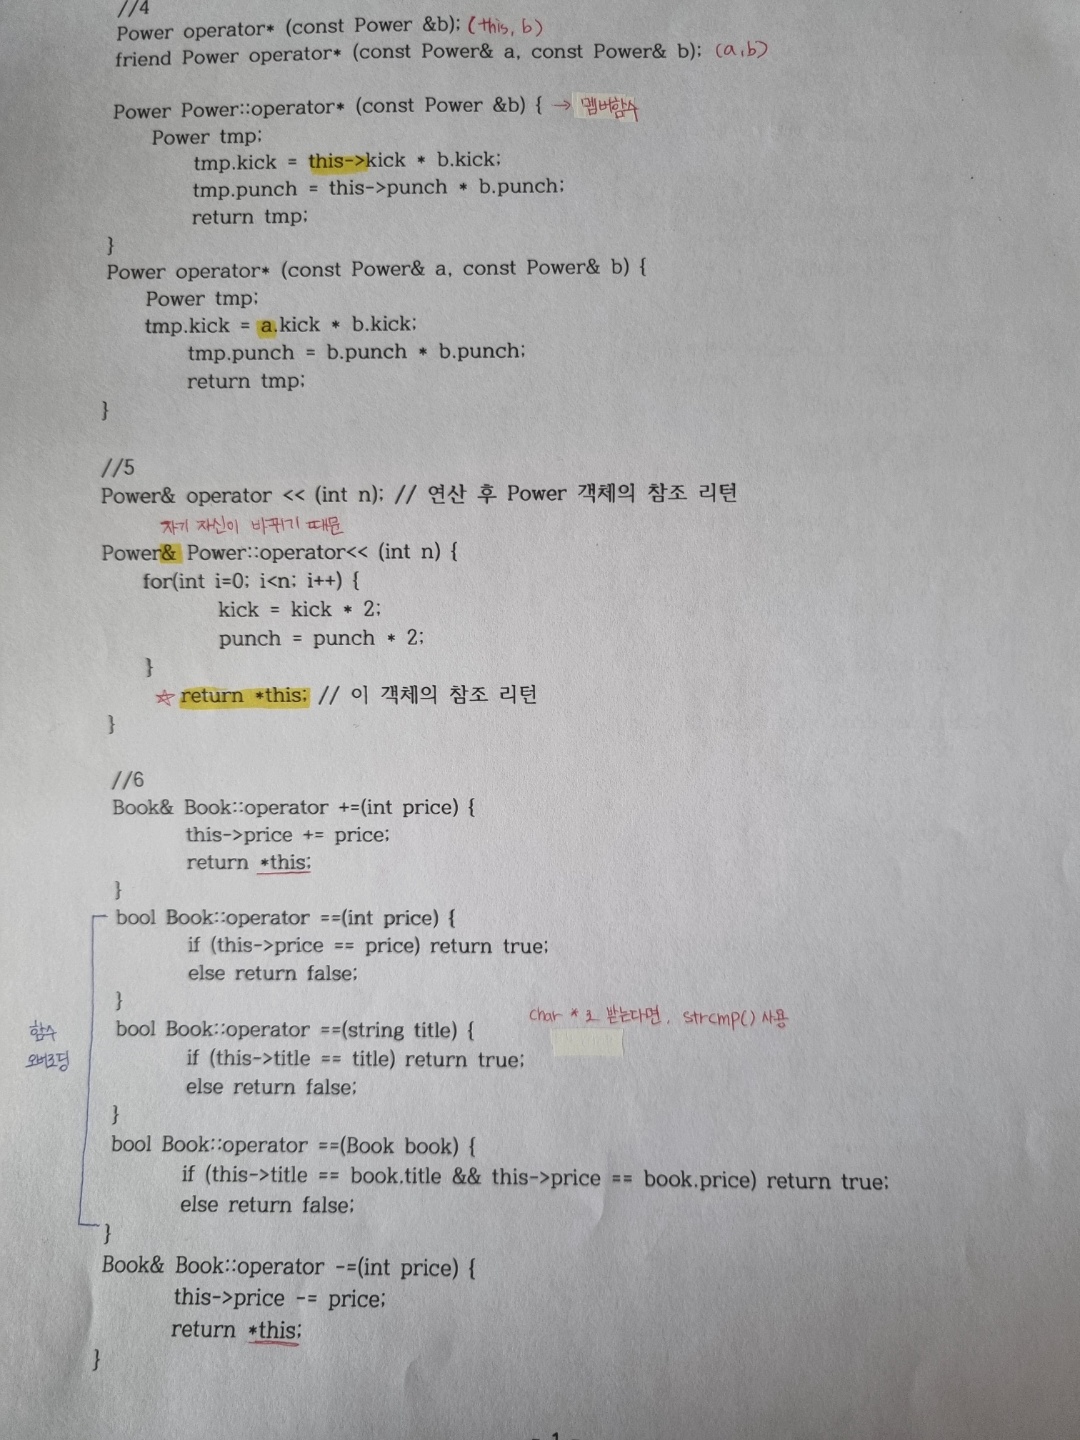 //4
Power operator* (const Power &b); (this, b)
friend Power operator* (const Power& a, const Power& b); (a,b)
Power Power::operator* (const Power &b) { →멤버함수
Power tmp;
tmp.kick = this->kick * b.kick;
tmp.punch = this->punch * b.punch;
return tmp;
}
Power operator* (const Power& a, const Power& b) {
Power tmp;
tmp.kick = a.kick * b.kick;
tmp.punch = b.punch * b.punch;
return tmp;
}
//5
Power& operator << (int n); // 연산 후 Power 객체의 참조 리턴
자기 자신이 바뀌기 때문
Power& Power::operator<< (int n) {
for(int i=0; i<n; i++) {
kick = kick * 2;
punch = punch * 2;
}
☆ return *this; // 이 객체의 참조 리턴
}
//6
Book& Book::operator +=(int price) {
this->price += price;
return *this;
}
bool Book::operator ==(int price) {
if (this->price == price) return true;
else return false;
}
char * 로 받는다면, strcmp() 사용
bool Book::operator ==(string title) {
함수
오버로딩
if (this->title == title) return true;
else return false;
}
bool Book::operator ==(Book book) {
if (this->title == book.title && this->price == book.price) return true;
else return false;
}
Book& Book::operator -=(int price) {
this->price -= price;
return *this;
}
- 1 -